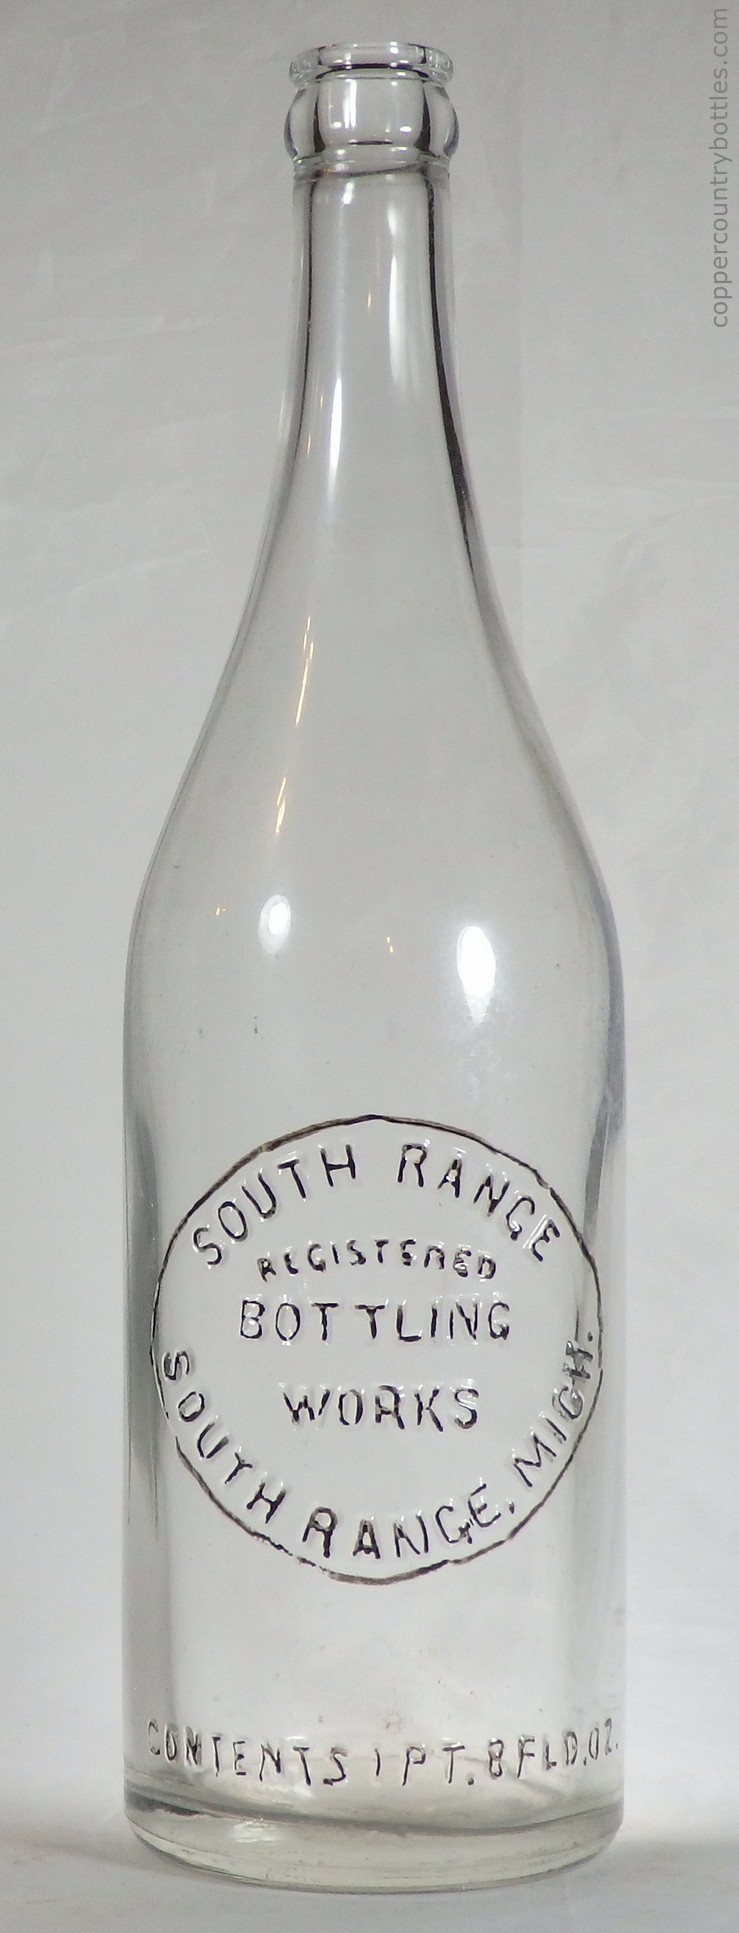 coppercountrybottles.com
SOUTH RANGE
REGISTERED
BOTTLING
WORKS
SOUTH RANGE, MICH.
CONTENTS 1 PT. 8 FLD. OZ.